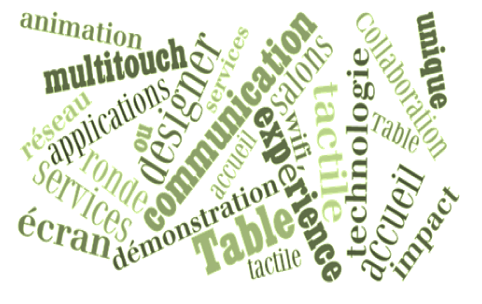 animation
multitouch
réseau
applications
ou
designer
services
communication
salons
Collaboration
unique
Table
technologie
tactile
wifi
expérience
accueil
ronde
services
écran
démonstration
Table
tactile
accueil
impact